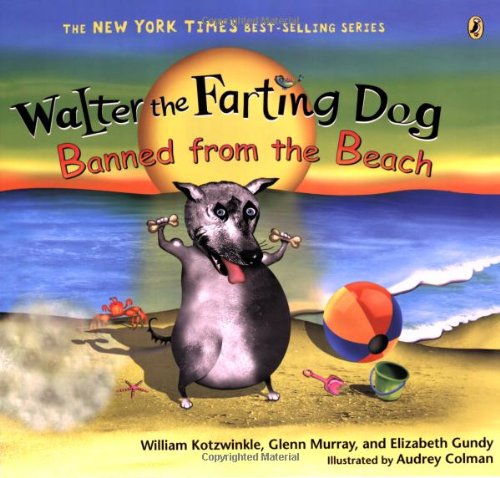 THE NEW YORK TIMES BEST-SELLING SERIES
Walter the Farting Dog
Banned from the Beach
William Kotzwinkle, Glenn Murray, and Elizabeth Gundy
Illustrated by Audrey Colman
Copyrighted Material